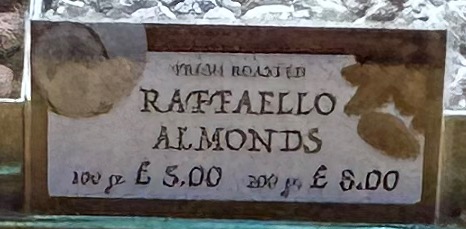 FRESH ROASTED
RAFFAELLO
ALMONDS
100 gr £ 5.00 200 gr £ 8.00